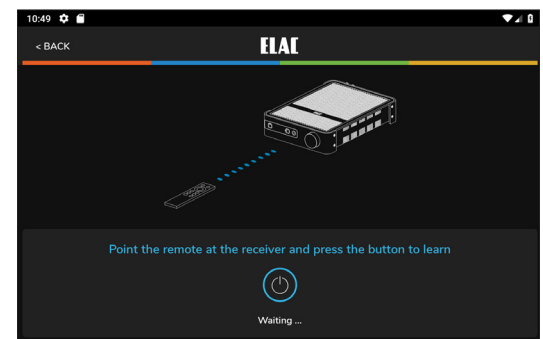 10:49
< BACK
ELAC
Point the remote at the receiver and press the button to learn
Waiting ...